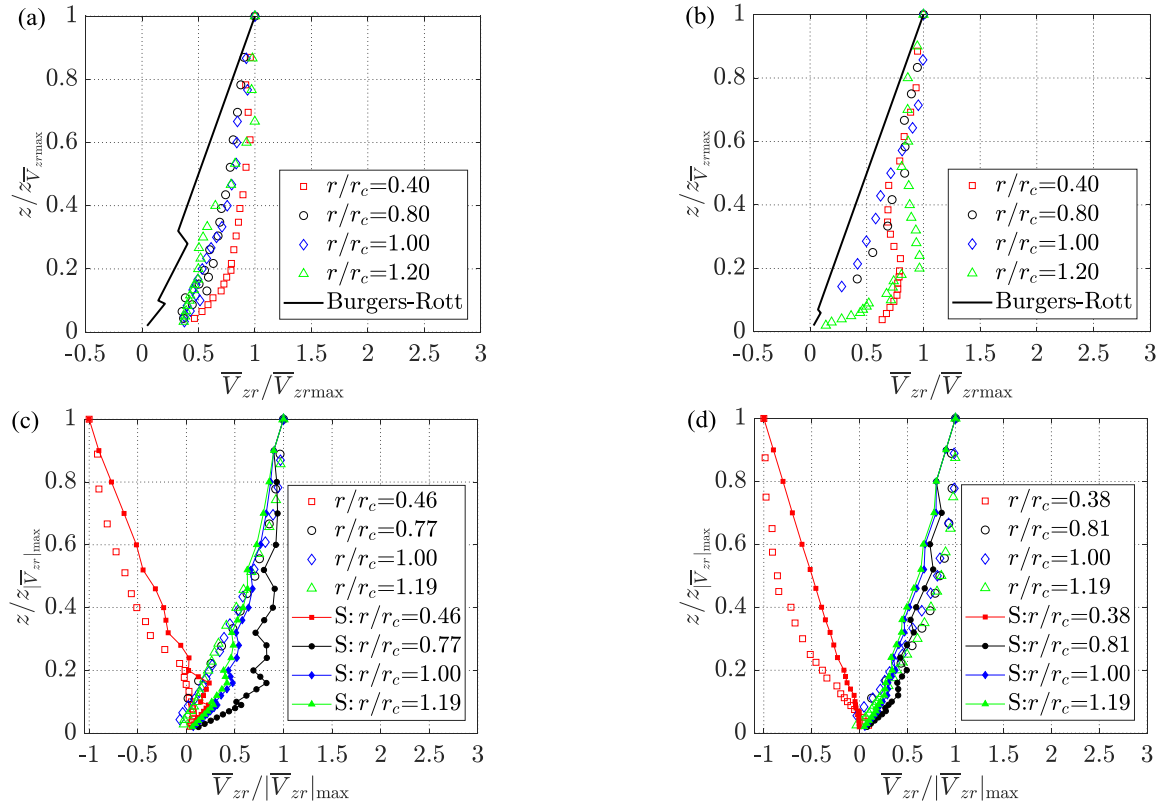 (a)
1
0.8
0.6
0.4
0.2
0
z/z_{\overline{V}_{zr\max}}
r/r_c=0.40
r/r_c=0.80
r/r_c=1.00
r/r_c=1.20
Burgers-Rott
-0.5 0 0.5 1 1.5 2 2.5 3
\overline{V}_{zr}/\overline{V}_{zr\max}
(b)
1
0.8
0.6
0.4
0.2
0
z/z_{\overline{V}_{zr\max}}
r/r_c=0.40
r/r_c=0.80
r/r_c=1.00
r/r_c=1.20
Burgers-Rott
-0.5 0 0.5 1 1.5 2 2.5 3
\overline{V}_{zr}/\overline{V}_{zr\max}
(c)
1
0.8
0.6
0.4
0.2
0
z/z_{|\overline{V}_{zr}|\max}
r/r_c=0.46
r/r_c=0.77
r/r_c=1.00
r/r_c=1.19
S: r/r_c=0.46
S: r/r_c=0.77
S: r/r_c=1.00
S: r/r_c=1.19
-1 -0.5 0 0.5 1 1.5 2 2.5 3
\overline{V}_{zr}/|\overline{V}_{zr}|_{\max}
(d)
1
0.8
0.6
0.4
0.2
0
z/z_{|\overline{V}_{zr}|\max}
r/r_c=0.38
r/r_c=0.81
r/r_c=1.00
r/r_c=1.19
S: r/r_c=0.38
S: r/r_c=0.81
S: r/r_c=1.00
S: r/r_c=1.19
-1 -0.5 0 0.5 1 1.5 2 2.5 3
\overline{V}_{zr}/|\overline{V}_{zr}|_{\max}